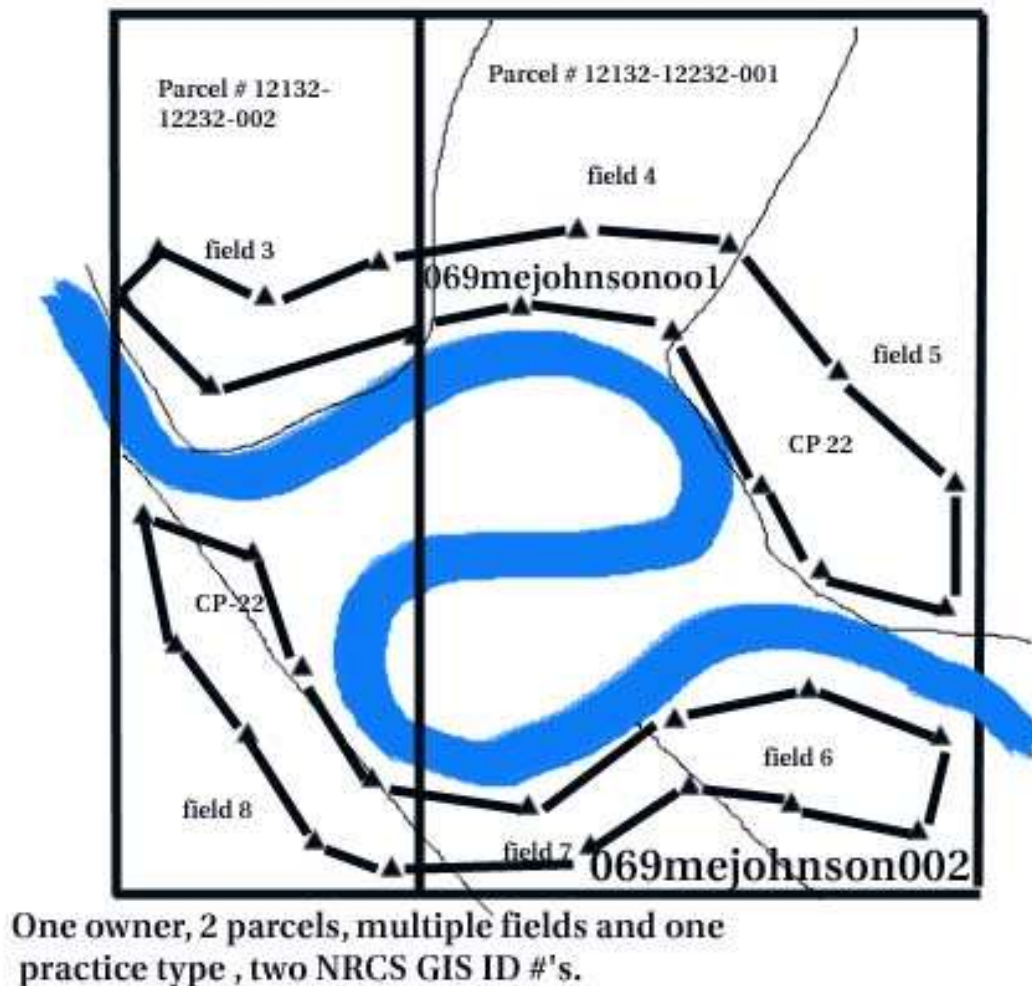 Parcel # 12132-
12232-002
Parcel # 12132-12232-001
field 4
field 3
069mejohnsonoo1
field 5
CP 22
CP-22
field 6
field 8
field 7
069mejohnson002
One owner, 2 parcels, multiple fields and one
practice type , two NRCS GIS ID #'s.